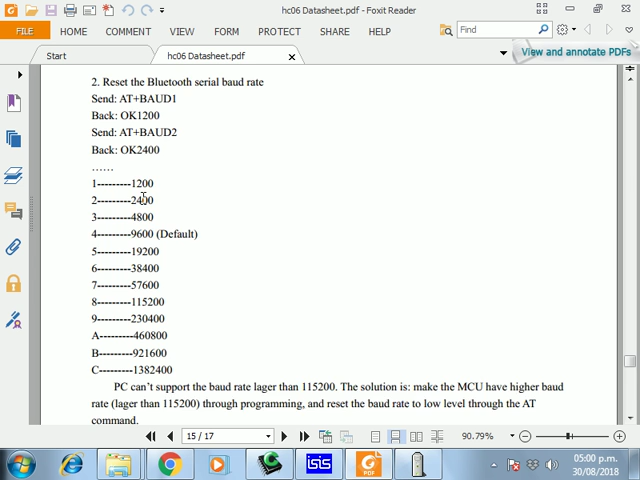 hc06 Datasheet.pdf - Foxit Reader
FILE HOME COMMENT VIEW FORM PROTECT SHARE HELP Find
Start hc06 Datasheet.pdf View and annotate PDFs
2. Reset the Bluetooth serial baud rate
Send: AT+BAUD1
Back: OK1200
Send: AT+BAUD2
Back: OK2400
......
1---------1200
2---------2400
3---------4800
4---------9600 (Default)
5---------19200
6---------38400
7---------57600
8---------115200
9---------230400
A---------460800
B---------921600
C---------1382400
PC can't support the baud rate lager than 115200. The solution is: make the MCU have higher baud
rate (lager than 115200) through programming, and reset the baud rate to low level through the AT
command.
15 / 17 90.79%
isis PDF 05:00 p.m.
30/08/2018